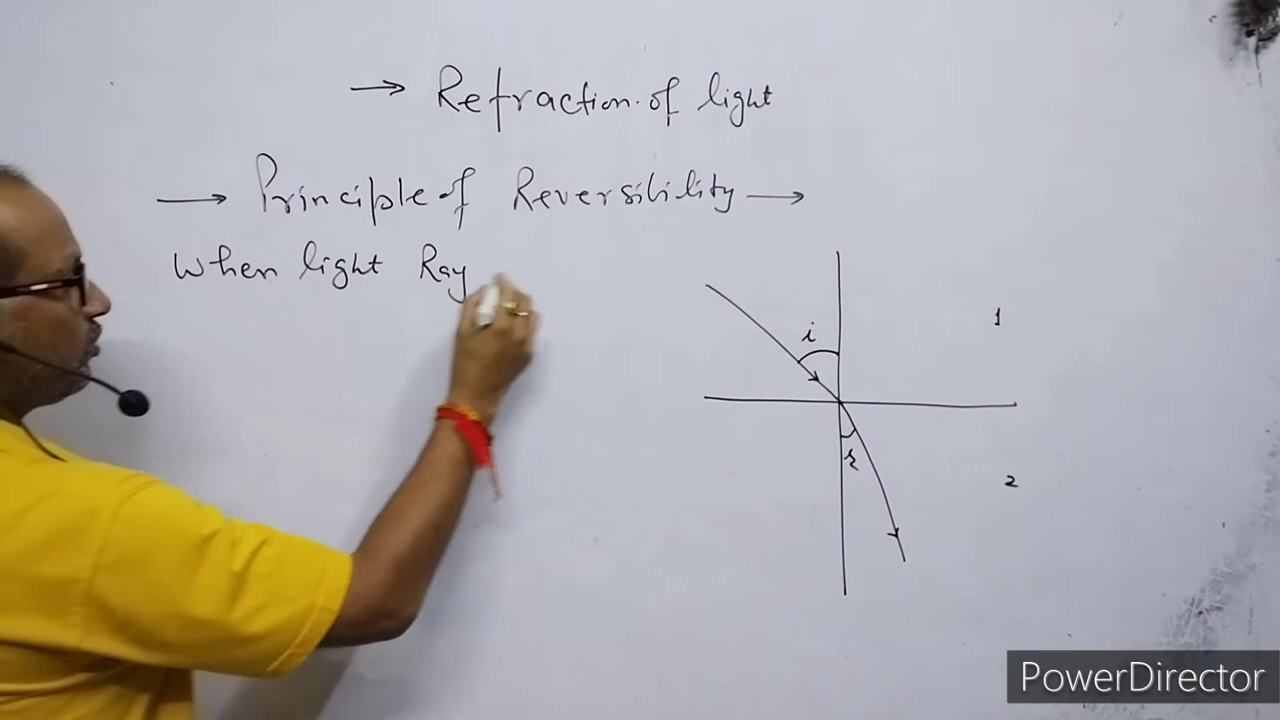 → Refraction of light
→ Principle of Reversibility →
When light Ray
i
1
r
2
PowerDirector